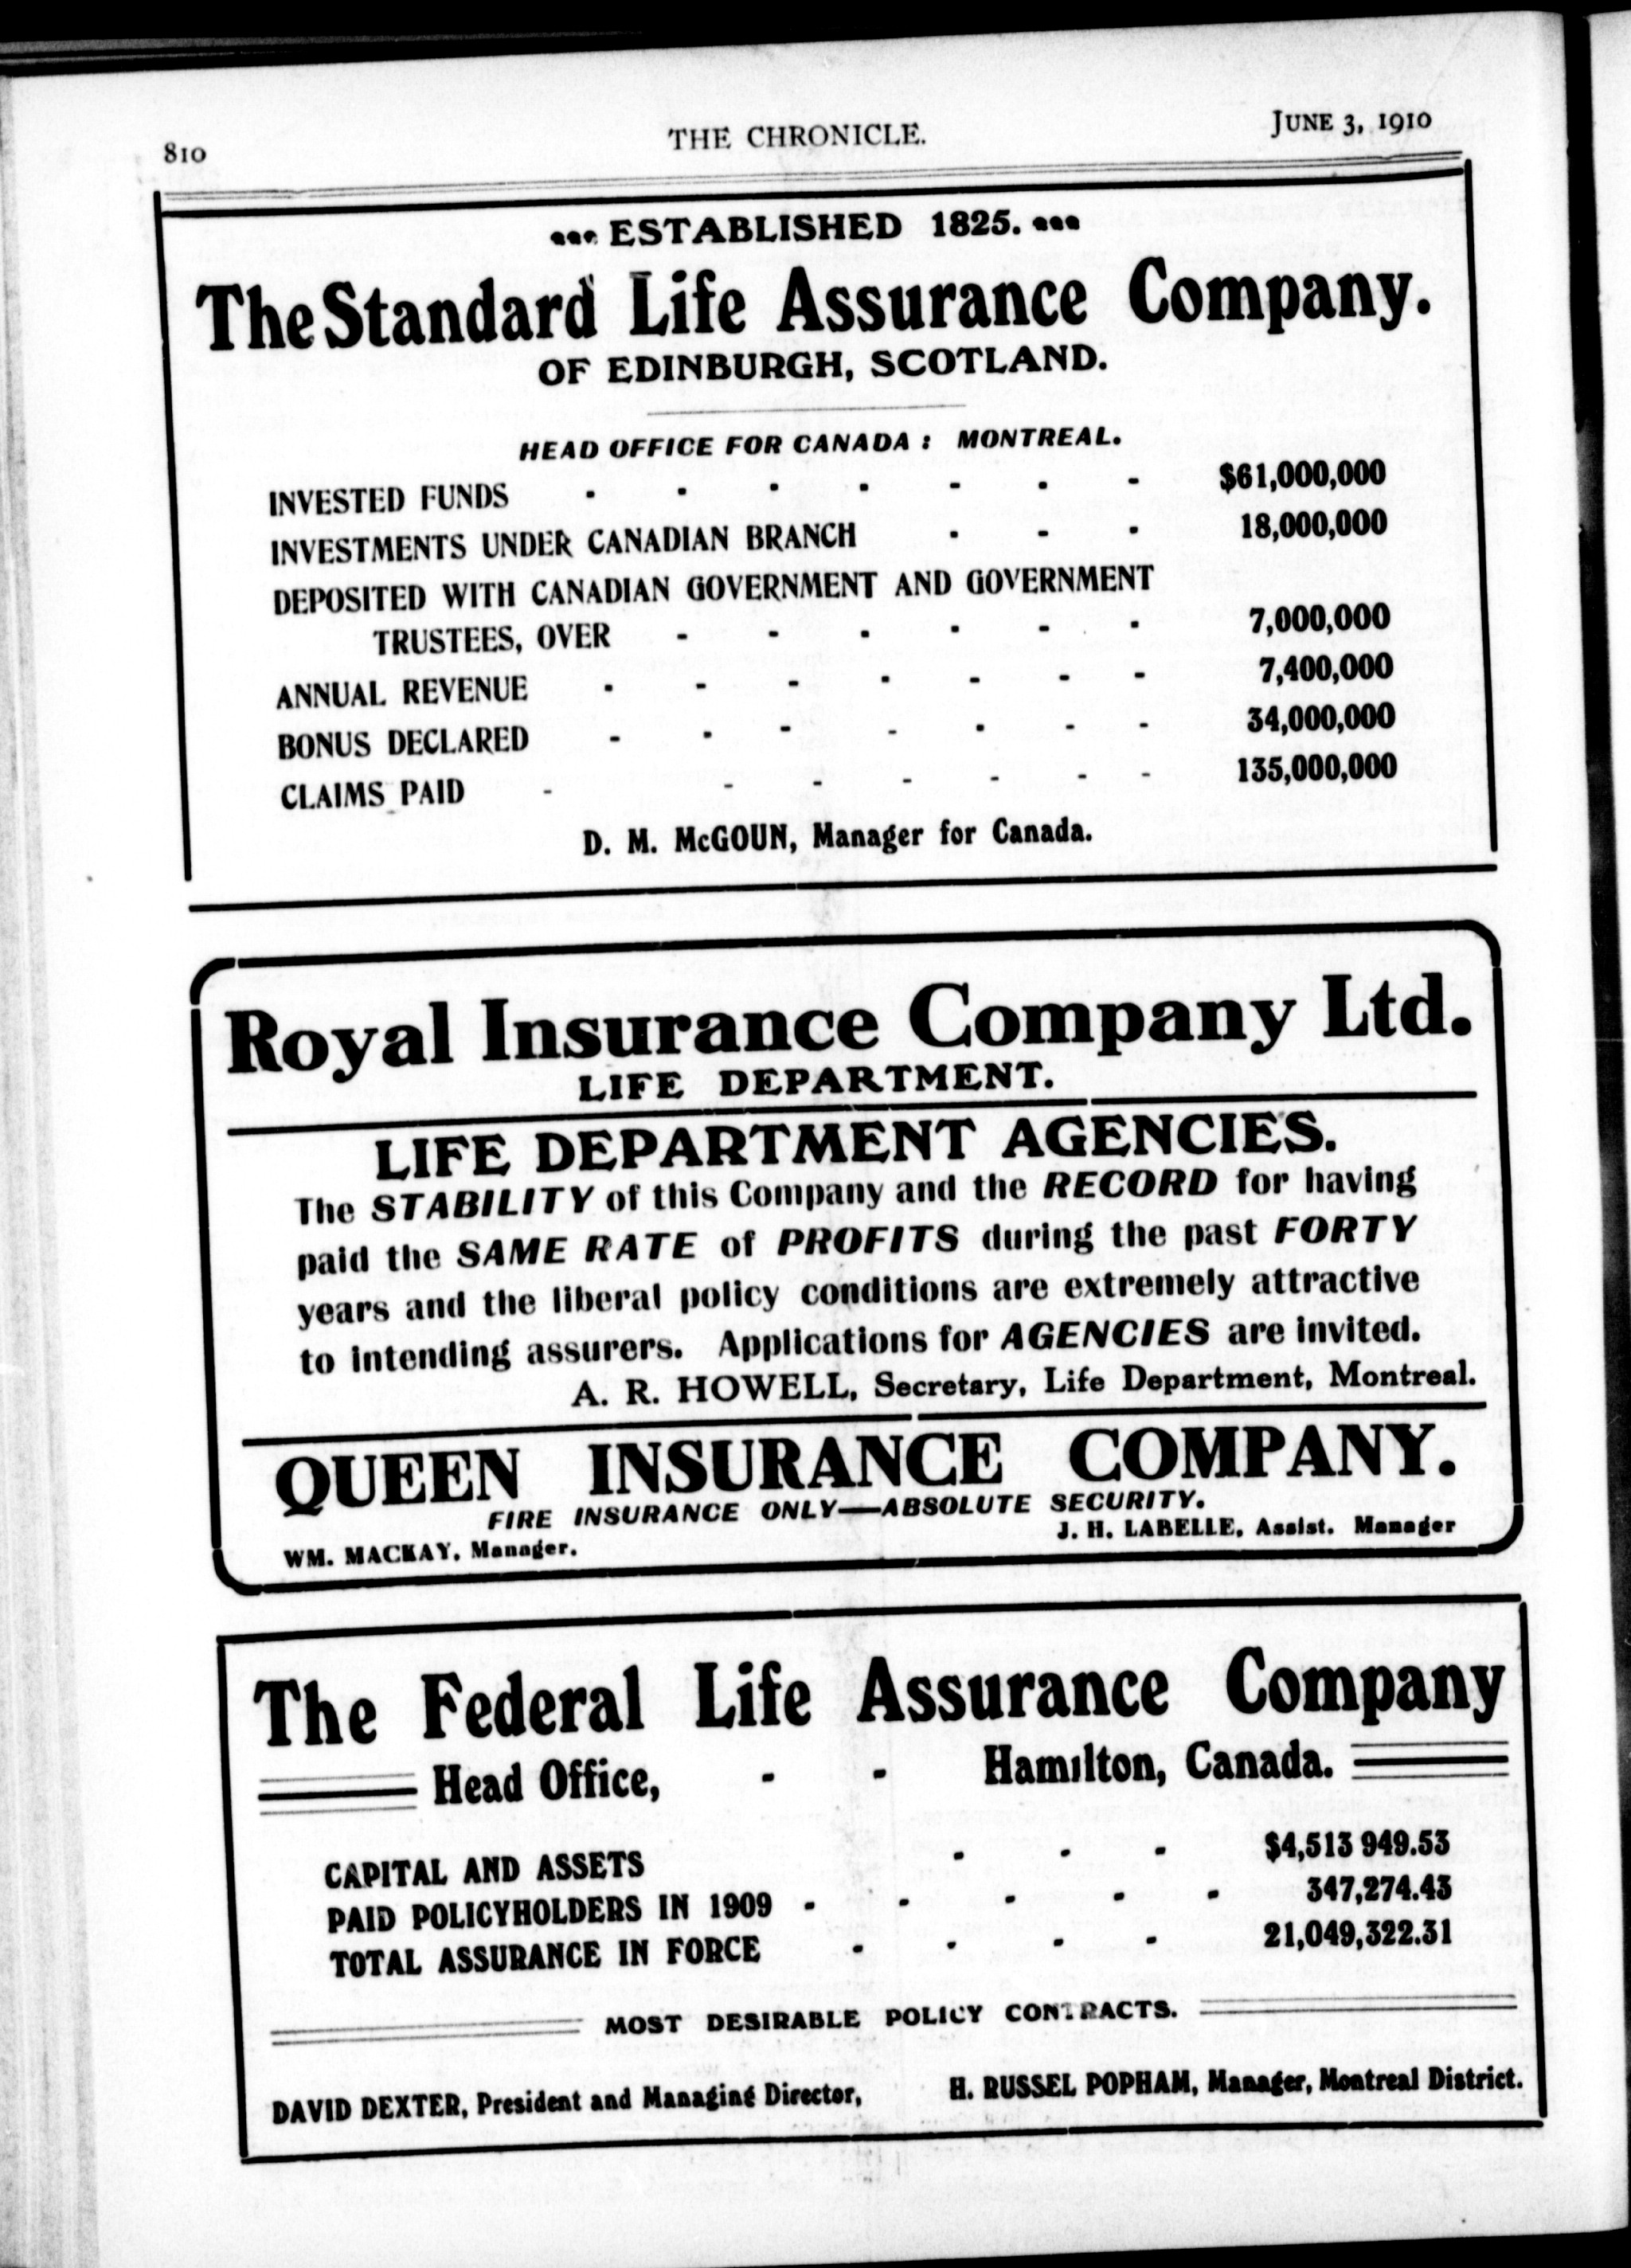 810
THE CHRONICLE.
JUNE 3, 1910
ESTABLISHED 1825.
The Standard Life Assurance Company.
OF EDINBURGH, SCOTLAND.
HEAD OFFICE FOR CANADA : MONTREAL.
INVESTED FUNDS - - - - - - - $61,000,000
INVESTMENTS UNDER CANADIAN BRANCH - - - 18,000,000
DEPOSITED WITH CANADIAN GOVERNMENT AND GOVERNMENT
TRUSTEES, OVER - - - - - - 7,000,000
ANNUAL REVENUE - - - - - - - 7,400,000
BONUS DECLARED - - - - - - - 34,000,000
CLAIMS PAID - - - - - - - 135,000,000
D. M. McGOUN, Manager for Canada.
Royal Insurance Company Ltd.
LIFE DEPARTMENT.
LIFE DEPARTMENT AGENCIES.
The STABILITY of this Company and the RECORD for having
paid the SAME RATE of PROFITS during the past FORTY
years and the liberal policy conditions are extremely attractive
to intending assurers. Applications for AGENCIES are invited.
A. R. HOWELL, Secretary, Life Department, Montreal.
QUEEN INSURANCE COMPANY.
FIRE INSURANCE ONLY—ABSOLUTE SECURITY.
WM. MACKAY, Manager. J. H. LABELLE, Assist. Manager
The Federal Life Assurance Company
Head Office, - - Hamilton, Canada.
CAPITAL AND ASSETS - - - $4,513 949.53
PAID POLICYHOLDERS IN 1909 - - - - - 347,274.43
TOTAL ASSURANCE IN FORCE - - - - 21,049,322.31
MOST DESIRABLE POLICY CONTRACTS.
DAVID DEXTER, President and Managing Director, H. RUSSEL POPHAM, Manager, Montreal District.